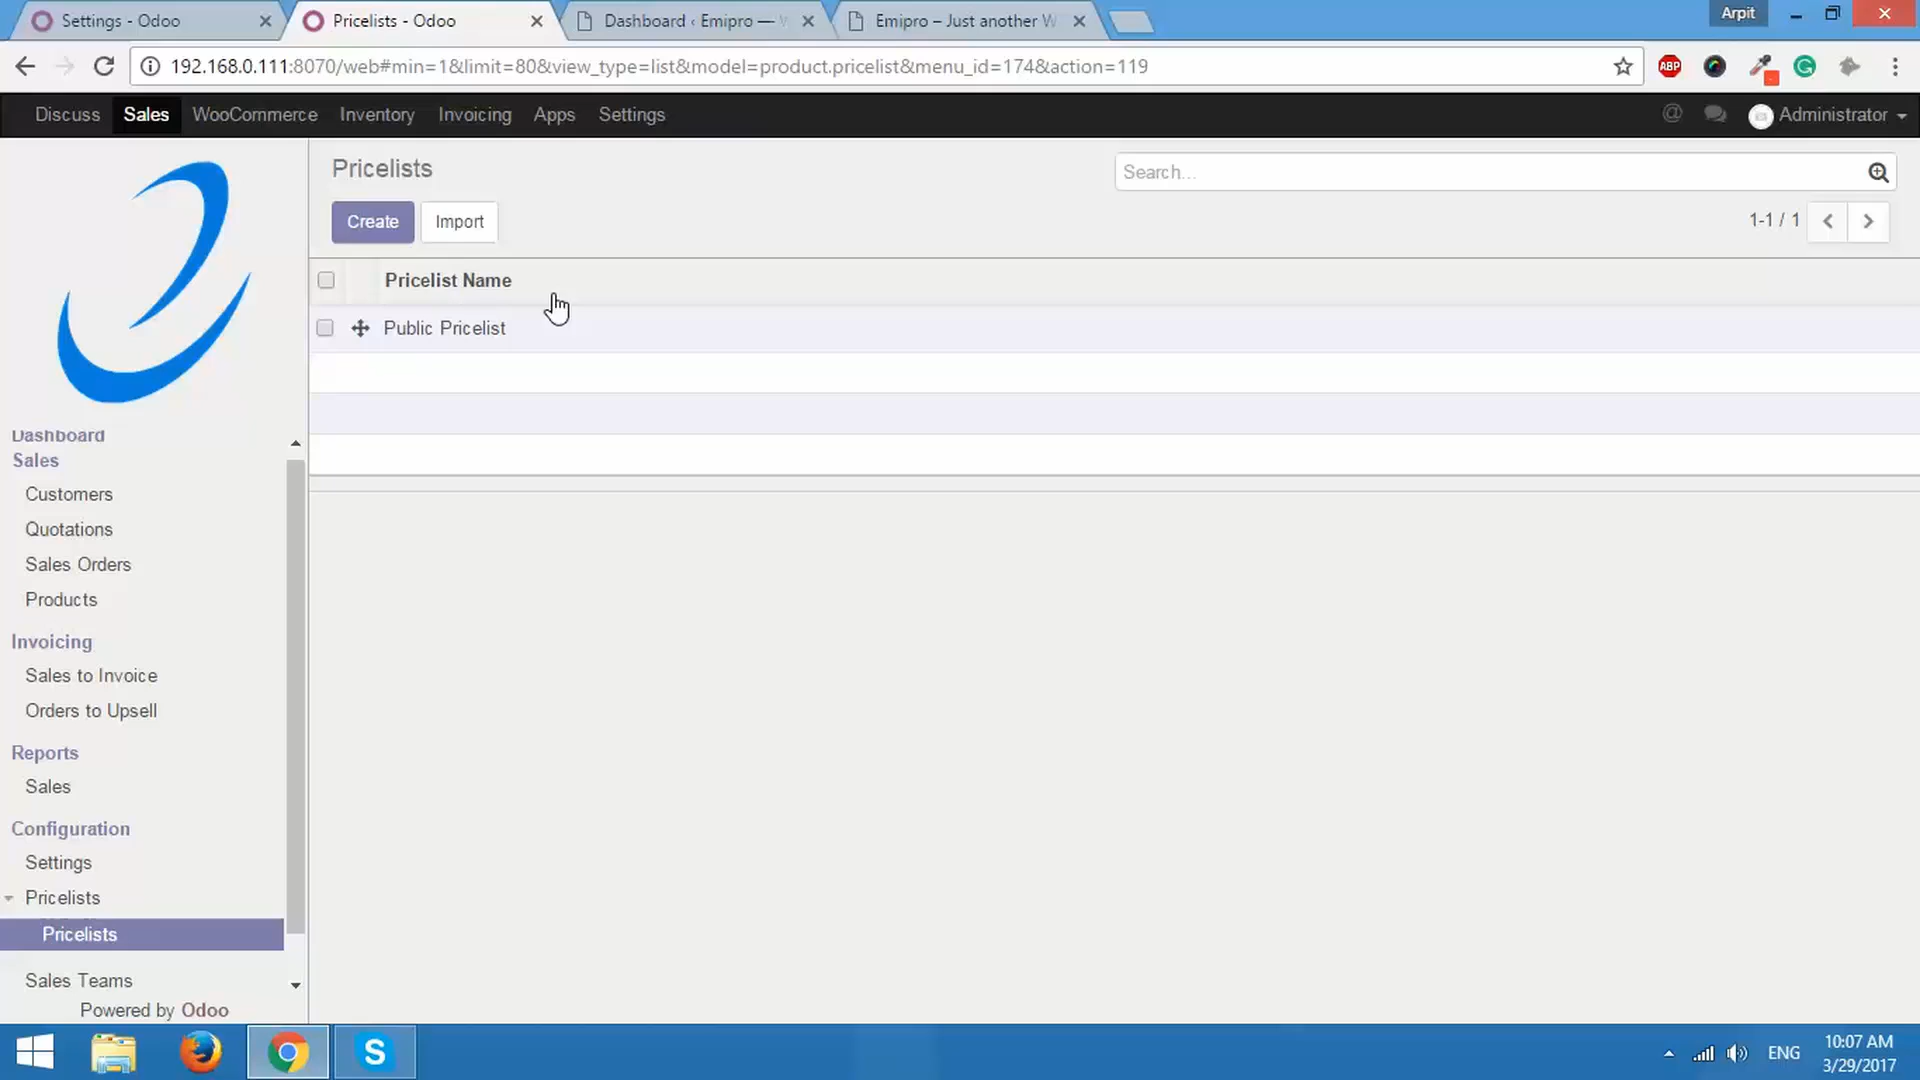 Settings - Odoo
Pricelists - Odoo
Dashboard ‹ Emipro —
Emipro – Just another W
Arpit
192.168.0.111:8070/web#min=1&limit=80&view_type=list&model=product.pricelist&menu_id=174&action=119
ABP
Discuss Sales WooCommerce Inventory Invoicing Apps Settings
@ Administrator
Pricelists
Search...
Create Import
1-1 / 1
Pricelist Name
Public Pricelist
Dashboard
Sales
Customers
Quotations
Sales Orders
Products
Invoicing
Sales to Invoice
Orders to Upsell
Reports
Sales
Configuration
Settings
Pricelists
Pricelists
Sales Teams
Powered by Odoo
ENG
10:07 AM
3/29/2017